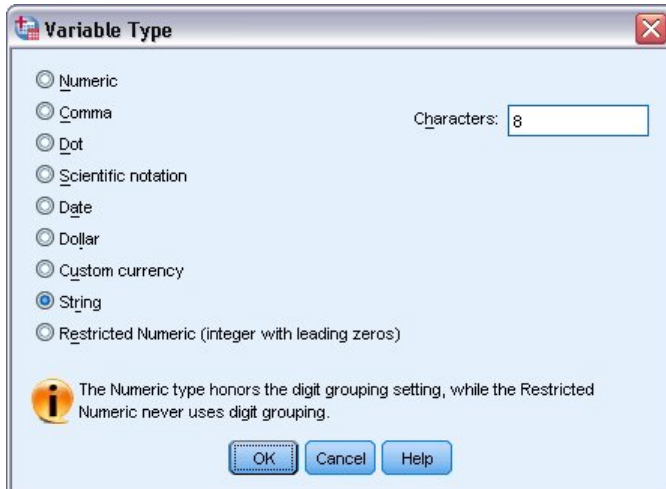 Variable Type
Numeric
Comma
Characters: 8
Dot
Scientific notation
Date
Dollar
Custom currency
String
Restricted Numeric (integer with leading zeros)
The Numeric type honors the digit grouping setting, while the Restricted
Numeric never uses digit grouping.
OK Cancel Help